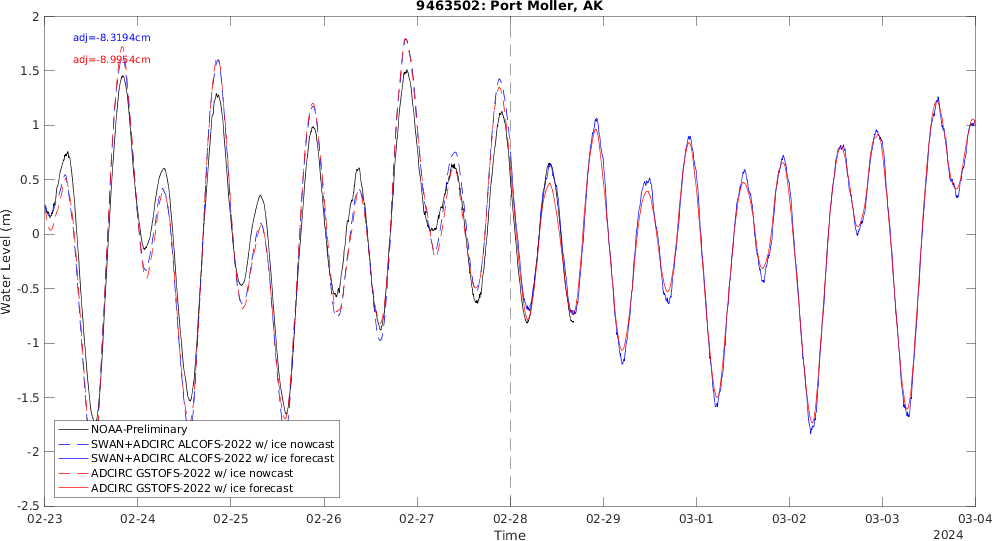 9463502: Port Moller, AK
adj=-8.3194cm
adj=-8.9954cm
2
1.5
1
0.5
0
-0.5
-1
-1.5
-2
-2.5
Water Level (m)
NOAA-Preliminary
SWAN+ADCIRC ALCOFS-2022 w/ ice nowcast
SWAN+ADCIRC ALCOFS-2022 w/ ice forecast
ADCIRC GSTOFS-2022 w/ ice nowcast
ADCIRC GSTOFS-2022 w/ ice forecast
02-23 02-24 02-25 02-26 02-27 02-28 02-29 03-01 03-02 03-03 03-04
Time
2024